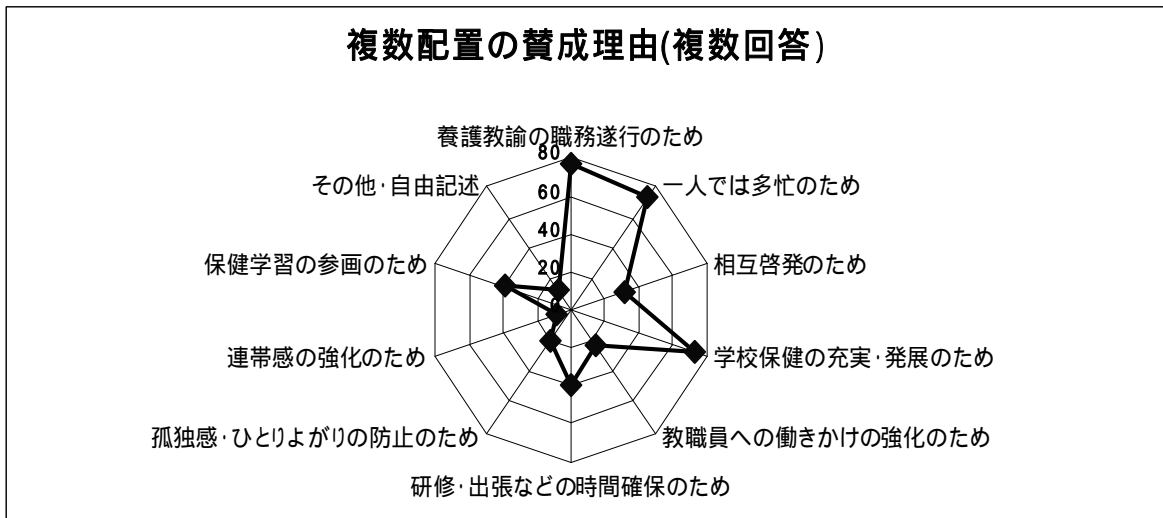 複数配置の賛成理由(複数回答)
養護教諭の職務遂行のため
一人では多忙のため
相互啓発のため
学校保健の充実・発展のため
教職員への働きかけの強化のため
研修・出張などの時間確保のため
孤独感・ひとりよがりの防止のため
連帯感の強化のため
保健学習の参画のため
その他・自由記述
80
60
40
20
0